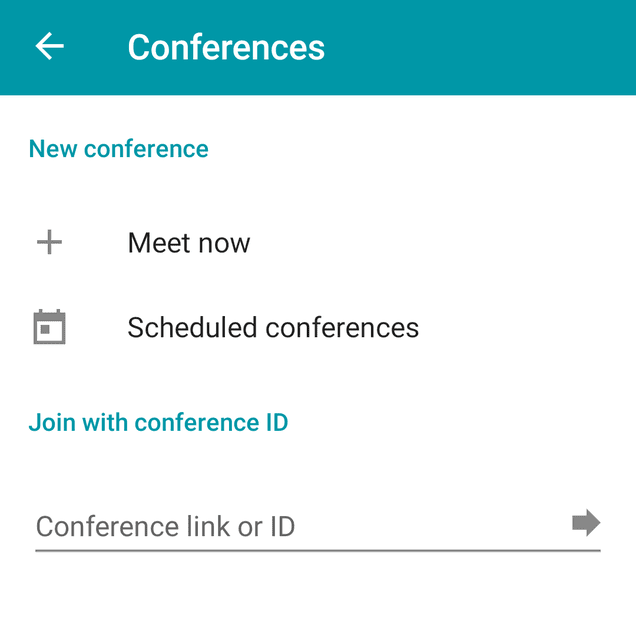 Conferences
New conference
Meet now
Scheduled conferences
Join with conference ID
Conference link or ID